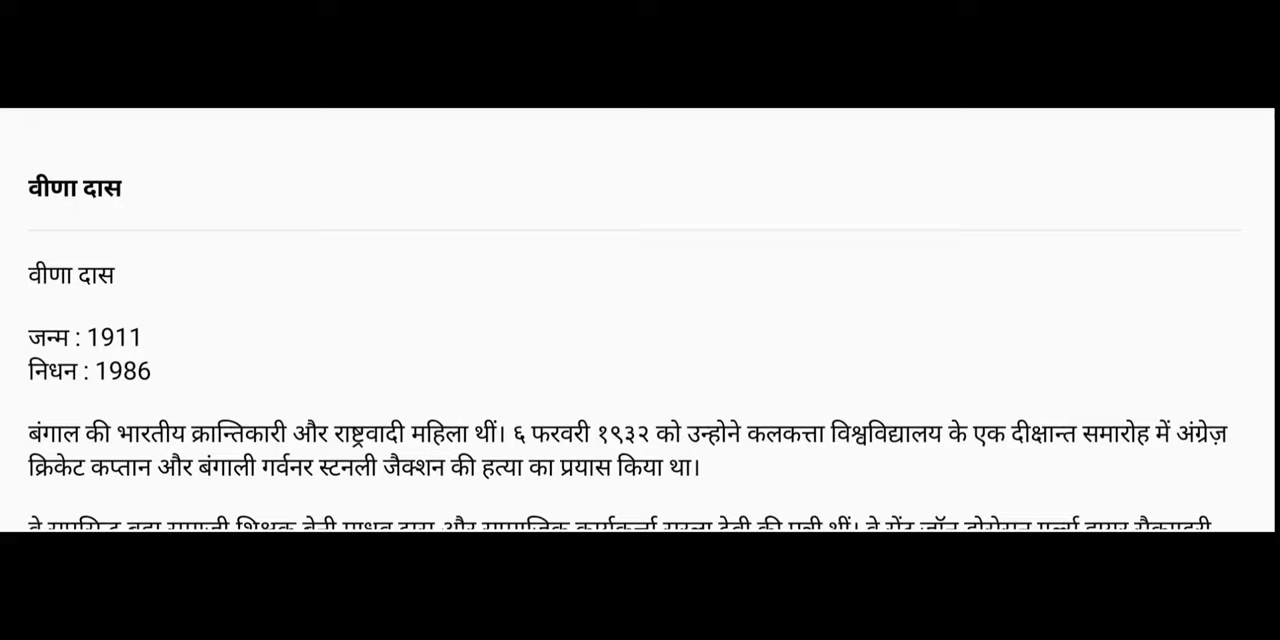 वीणा दास
वीणा दास
जन्म : 1911
निधन : 1986
बंगाल की भारतीय क्रान्तिकारी और राष्ट्रवादी महिला थीं। ६ फरवरी १९३२ को उन्होने कलकत्ता विश्वविद्यालय के एक दीक्षान्त समारोह में अंग्रेज़
क्रिकेट कप्तान और बंगाली गर्वनर स्टनली जैक्शन की हत्या का प्रयास किया था।